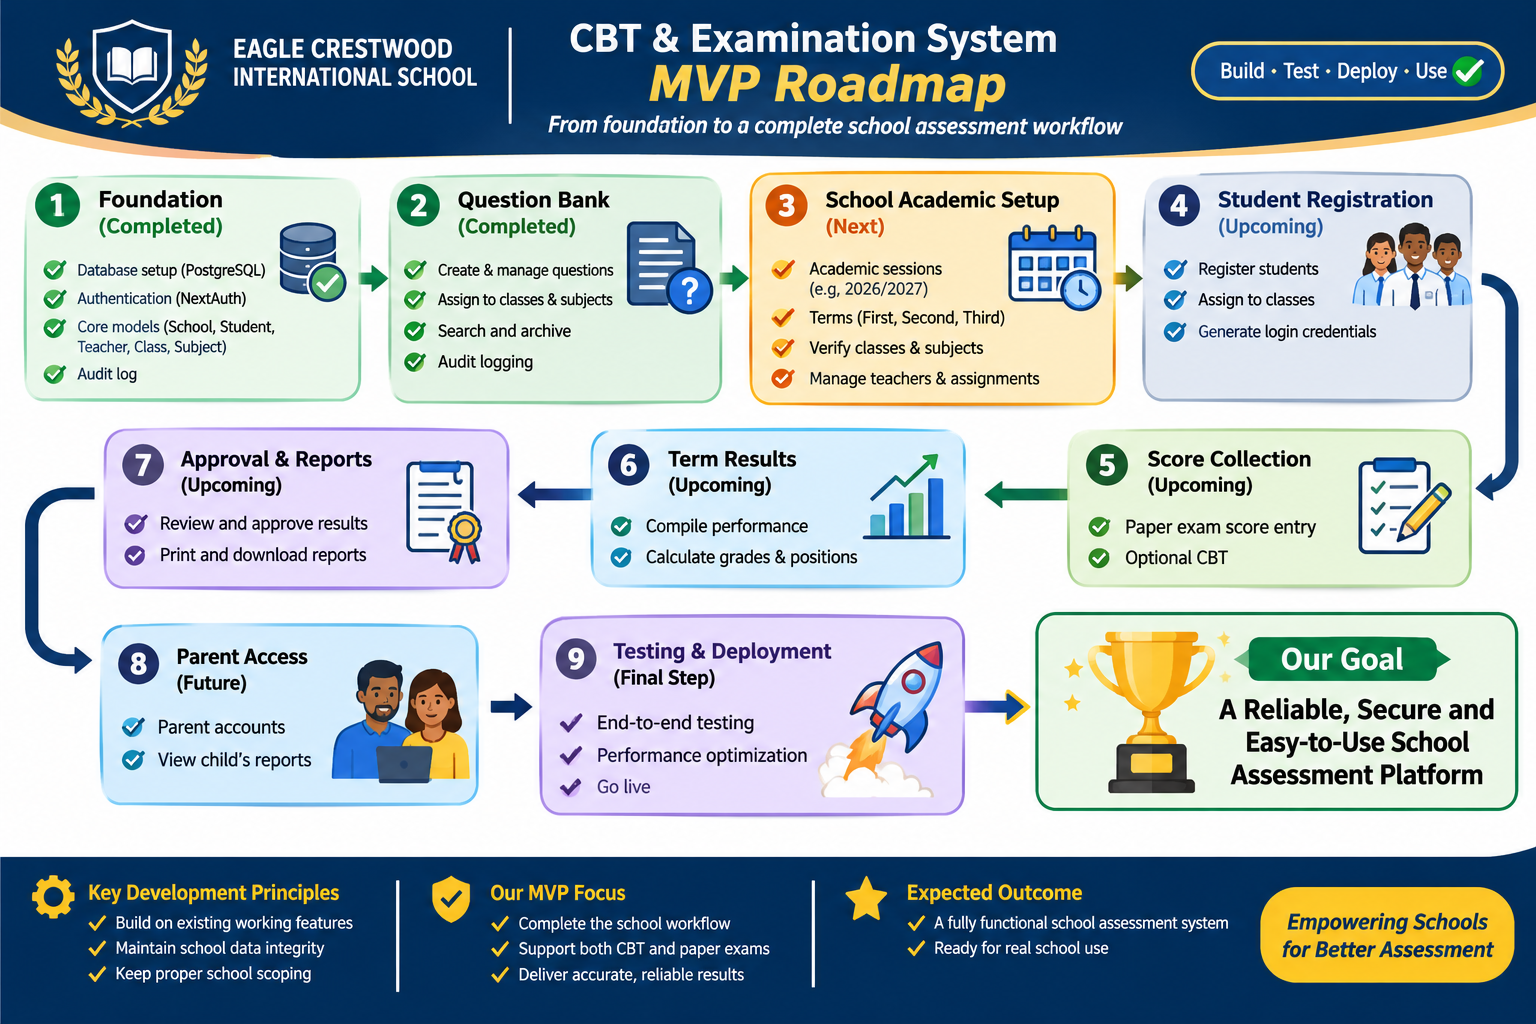 EAGLE CRESTWOOD
INTERNATIONAL SCHOOL
CBT & Examination System
MVP Roadmap
From foundation to a complete school assessment workflow
Build • Test • Deploy • Use
1
Foundation
(Completed)
Database setup (PostgreSQL)
Authentication (NextAuth)
Core models (School, Student,
Teacher, Class, Subject)
Audit log
2
Question Bank
(Completed)
Create & manage questions
Assign to classes & subjects
Search and archive
Audit logging
?
3
School Academic Setup
(Next)
Academic sessions
(e.g, 2026/2027)
Terms (First, Second, Third)
Verify classes & subjects
Manage teachers & assignments
4
Student Registration
(Upcoming)
Register students
Assign to classes
Generate login credentials
7
Approval & Reports
(Upcoming)
Review and approve results
Print and download reports
6
Term Results
(Upcoming)
Compile performance
Calculate grades & positions
5
Score Collection
(Upcoming)
Paper exam score entry
Optional CBT
8
Parent Access
(Future)
Parent accounts
View child's reports
9
Testing & Deployment
(Final Step)
End-to-end testing
Performance optimization
Go live
Our Goal
A Reliable, Secure and
Easy-to-Use School
Assessment Platform
Key Development Principles
Build on existing working features
Maintain school data integrity
Keep proper school scoping
Our MVP Focus
Complete the school workflow
Support both CBT and paper exams
Deliver accurate, reliable results
Expected Outcome
A fully functional school assessment system
Ready for real school use
Empowering Schools
for Better Assessment